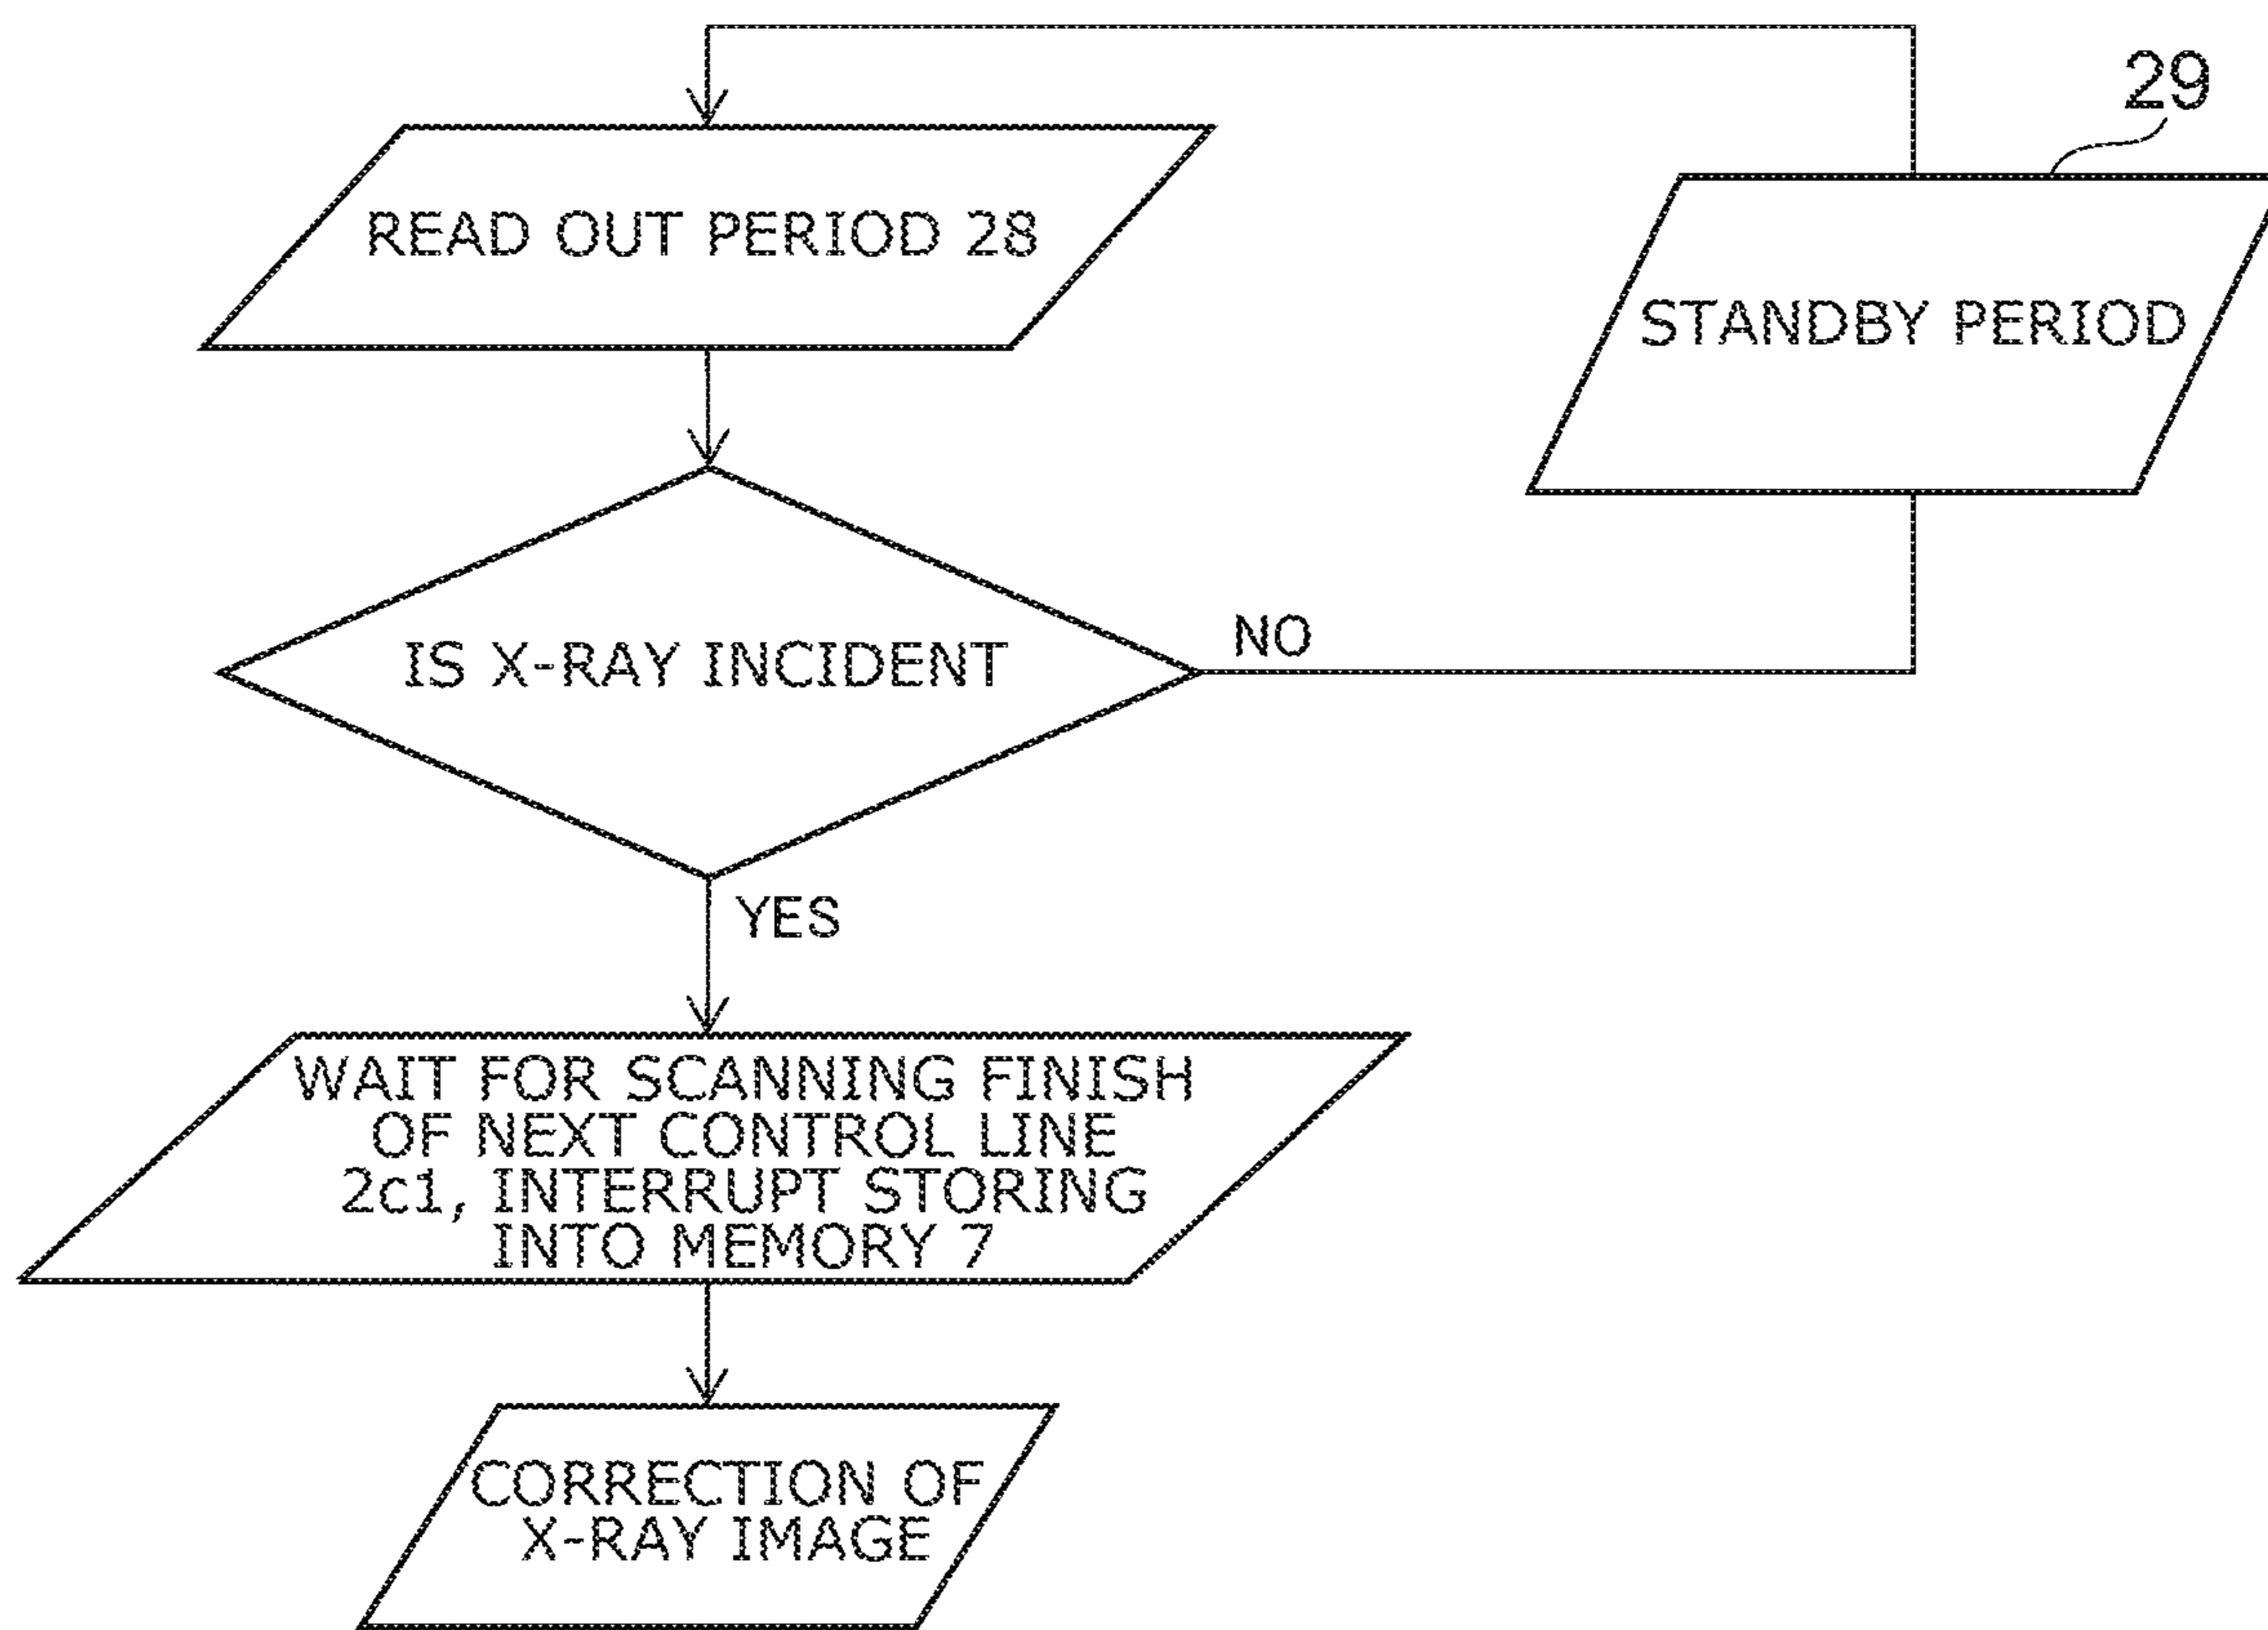 29
READ OUT PERIOD 28
STANDBY PERIOD
IS X-RAY INCIDENT
NO
YES
WAIT FOR SCANNING FINISH
OF NEXT CONTROL LINE
2c1, INTERRUPT STORING
INTO MEMORY 7
CORRECTION OF
X-RAY IMAGE